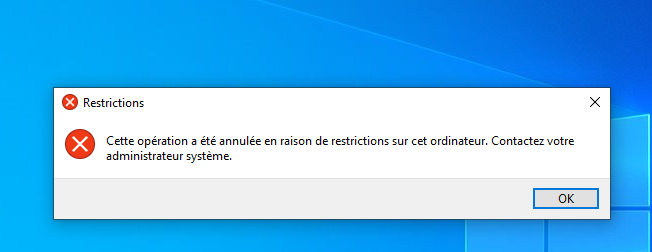 Restrictions
Cette opération a été annulée en raison de restrictions sur cet ordinateur. Contactez votre
administrateur système.
OK